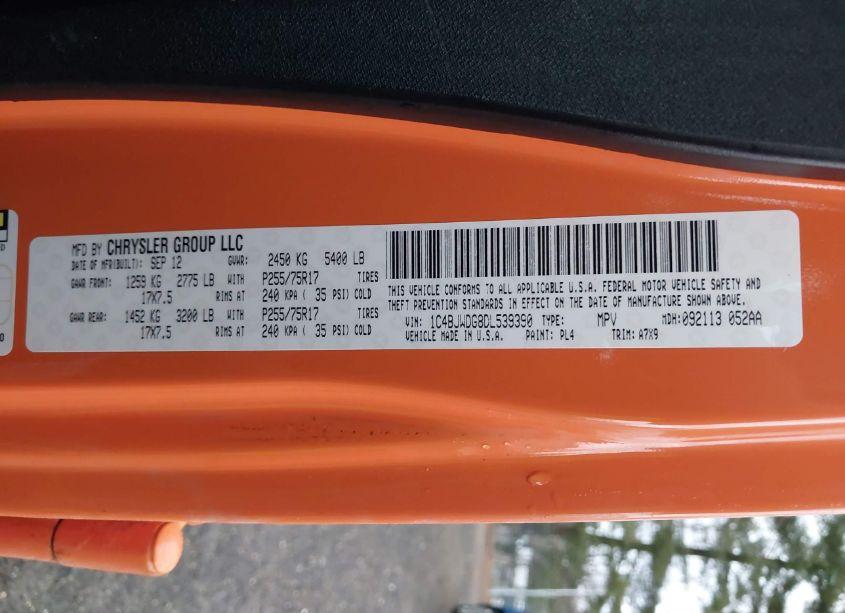 MFD BY CHRYSLER GROUP LLC
DATE OF MFR(BUILT): SEP 12 GVWR: 2450 KG 5400 LB
GAWR FRONT: 1259 KG 2775 LB WITH P255/75R17 TIRES
17X7.5 RIMS AT 240 KPA ( 35 PSI) COLD
GAWR REAR: 1452 KG 3200 LB WITH P255/75R17 TIRES
17X7.5 RIMS AT 240 KPA ( 35 PSI) COLD
THIS VEHICLE CONFORMS TO ALL APPLICABLE U.S.A. FEDERAL MOTOR VEHICLE SAFETY AND
THEFT PREVENTION STANDARDS IN EFFECT ON THE DATE OF MANUFACTURE SHOWN ABOVE.
VIN: 1C4BJWDG8DL539390 TYPE: MPV MDH:092113 052AA
VEHICLE MADE IN U.S.A. PAINT: PL4 TRIM: A7X9